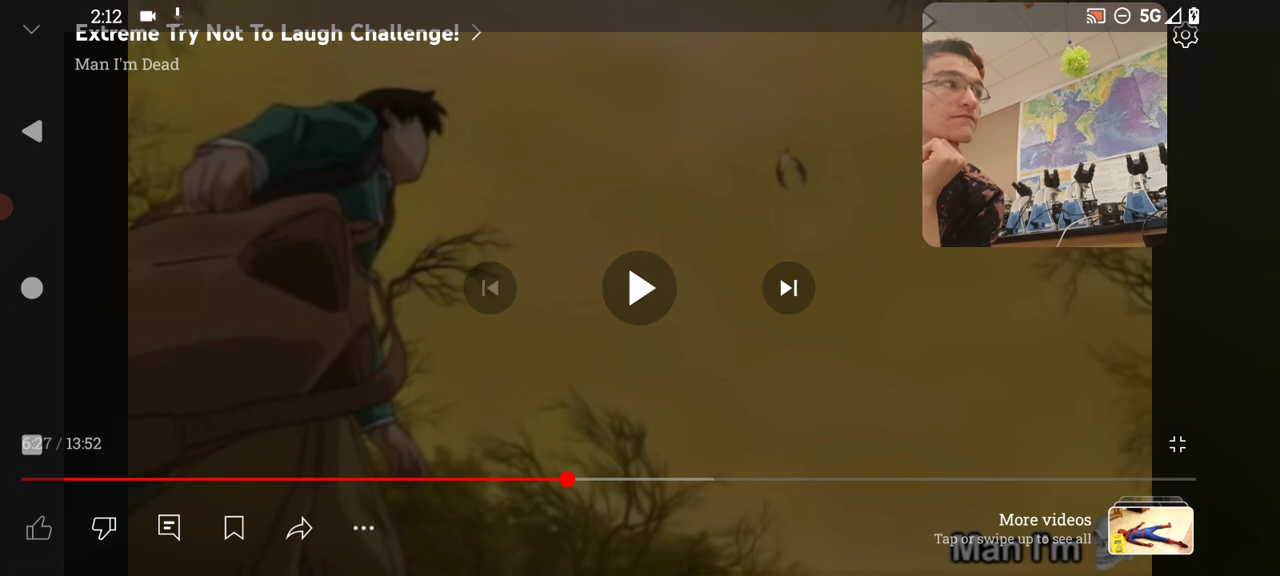 2:12
5G
Extreme Try Not To Laugh Challenge!
Man I'm Dead
6:27 / 13:52
More videos
Tap or swipe up to see all
Man I'm